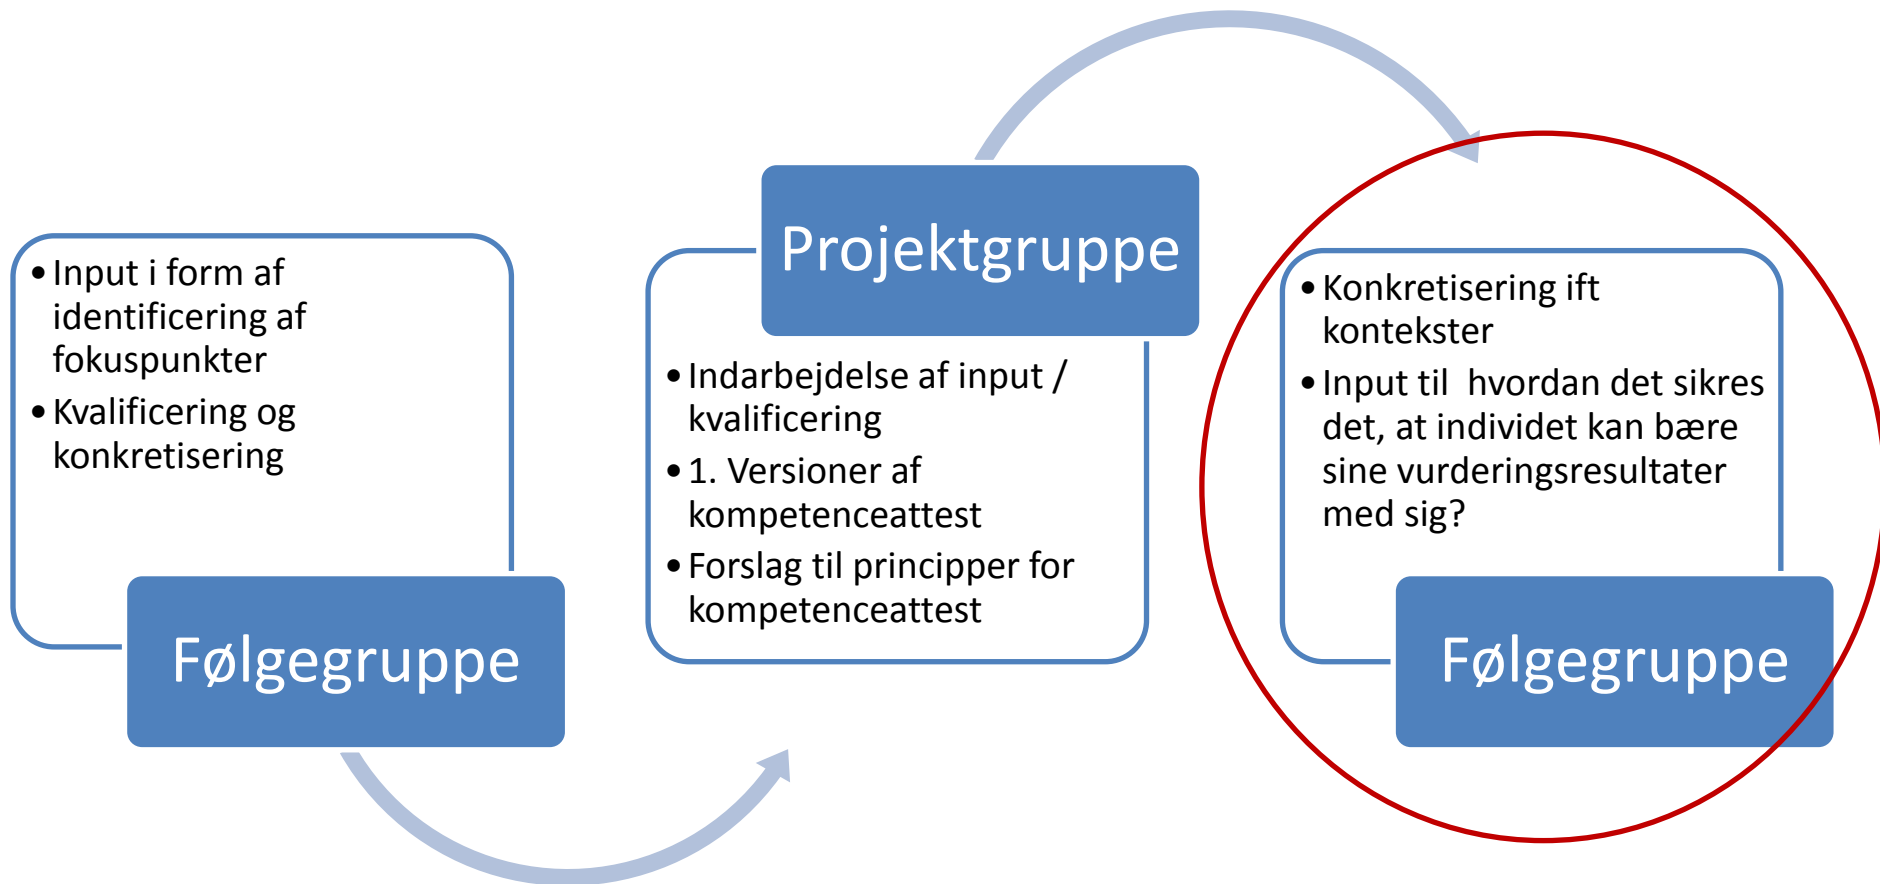 • Input i form af
identificering af
fokuspunkter
• Kvalificering og
konkretisering
Følgegruppe
Projektgruppe
• Indarbejdelse af input /
kvalificering
• 1. Versioner af
kompetenceattest
• Forslag til principper for
kompetenceattest
• Konkretisering ift
kontekster
• Input til  hvordan det sikres
det, at individet kan bære
sine vurderingsresultater
med sig?
Følgegruppe